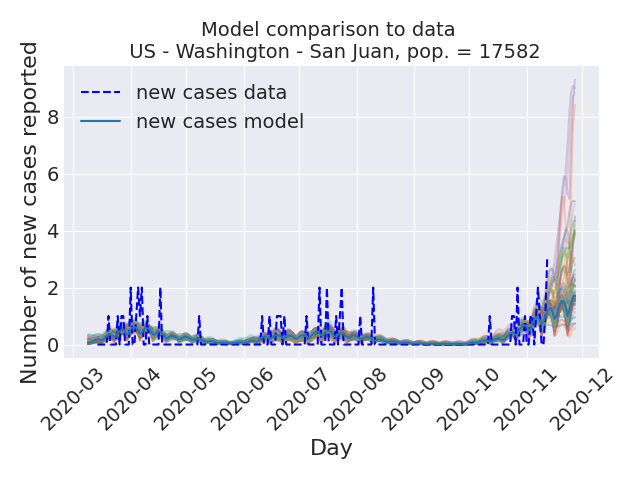 Model comparison to data
US - Washington - San Juan, pop. = 17582
Number of new cases reported
new cases data
new cases model
8
6
4
2
0
2020-03
2020-04
2020-05
2020-06
2020-07
2020-08
2020-09
2020-10
2020-11
2020-12
Day